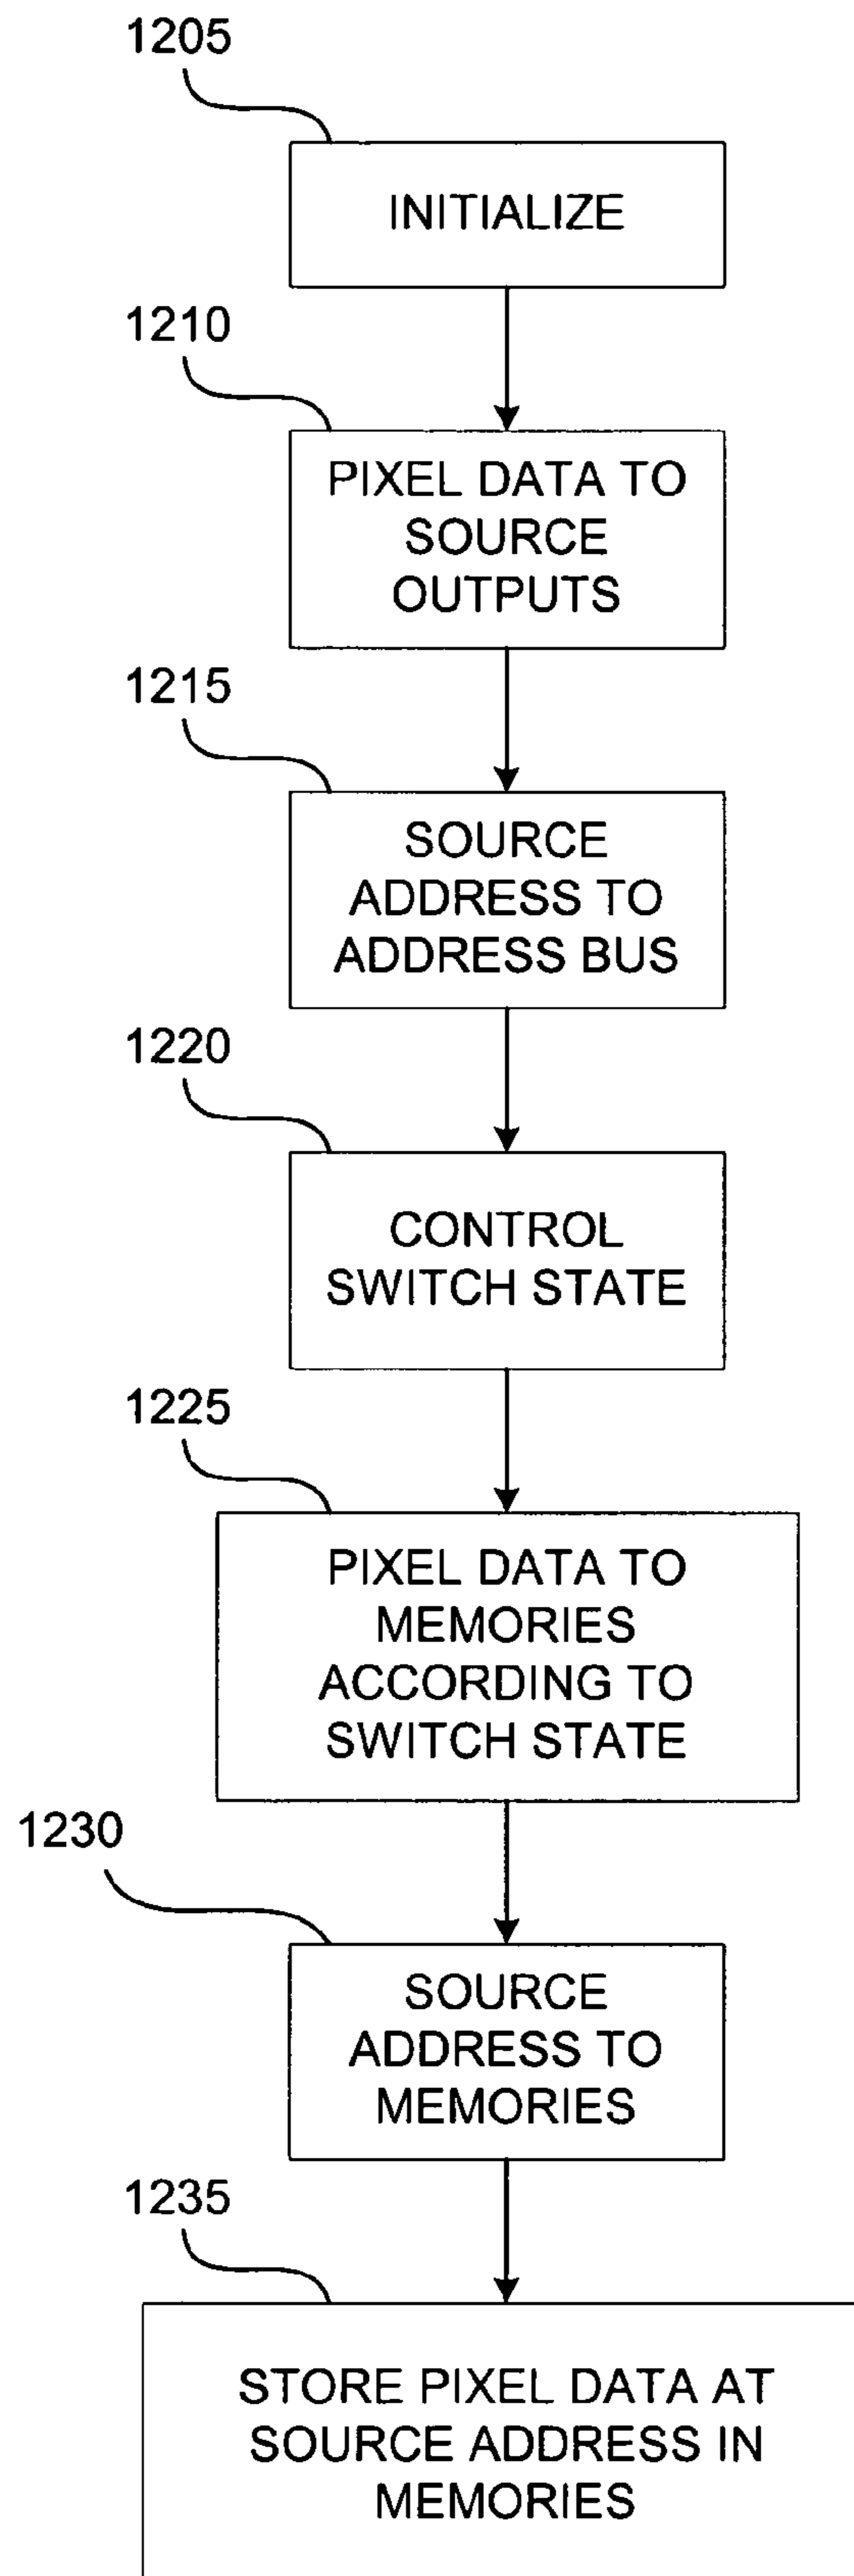 1205
INITIALIZE
1210
PIXEL DATA TO
SOURCE
OUTPUTS
1215
SOURCE
ADDRESS TO
ADDRESS BUS
1220
CONTROL
SWITCH STATE
1225
PIXEL DATA TO
MEMORIES
ACCORDING TO
SWITCH STATE
1230
SOURCE
ADDRESS TO
MEMORIES
1235
STORE PIXEL DATA AT
SOURCE ADDRESS IN
MEMORIES